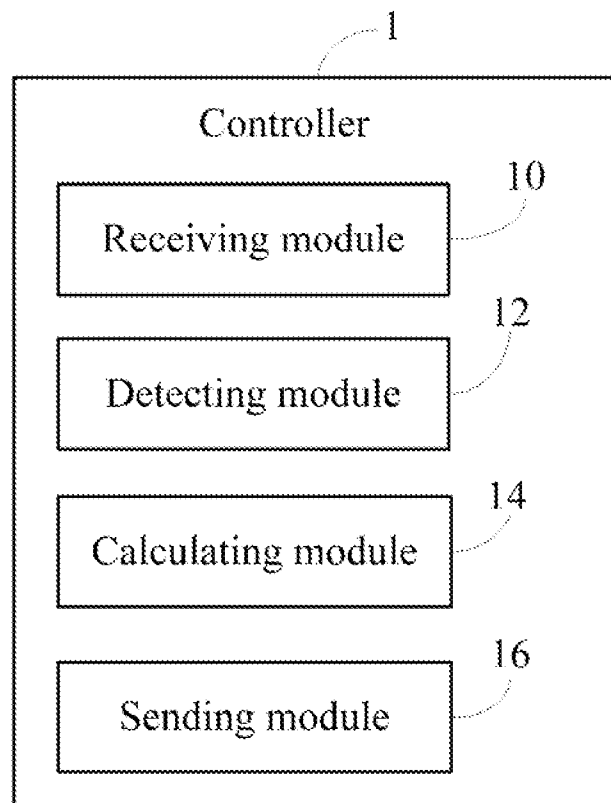 1
Controller
10
Receiving module
12
Detecting module
14
Calculating module
16
Sending module